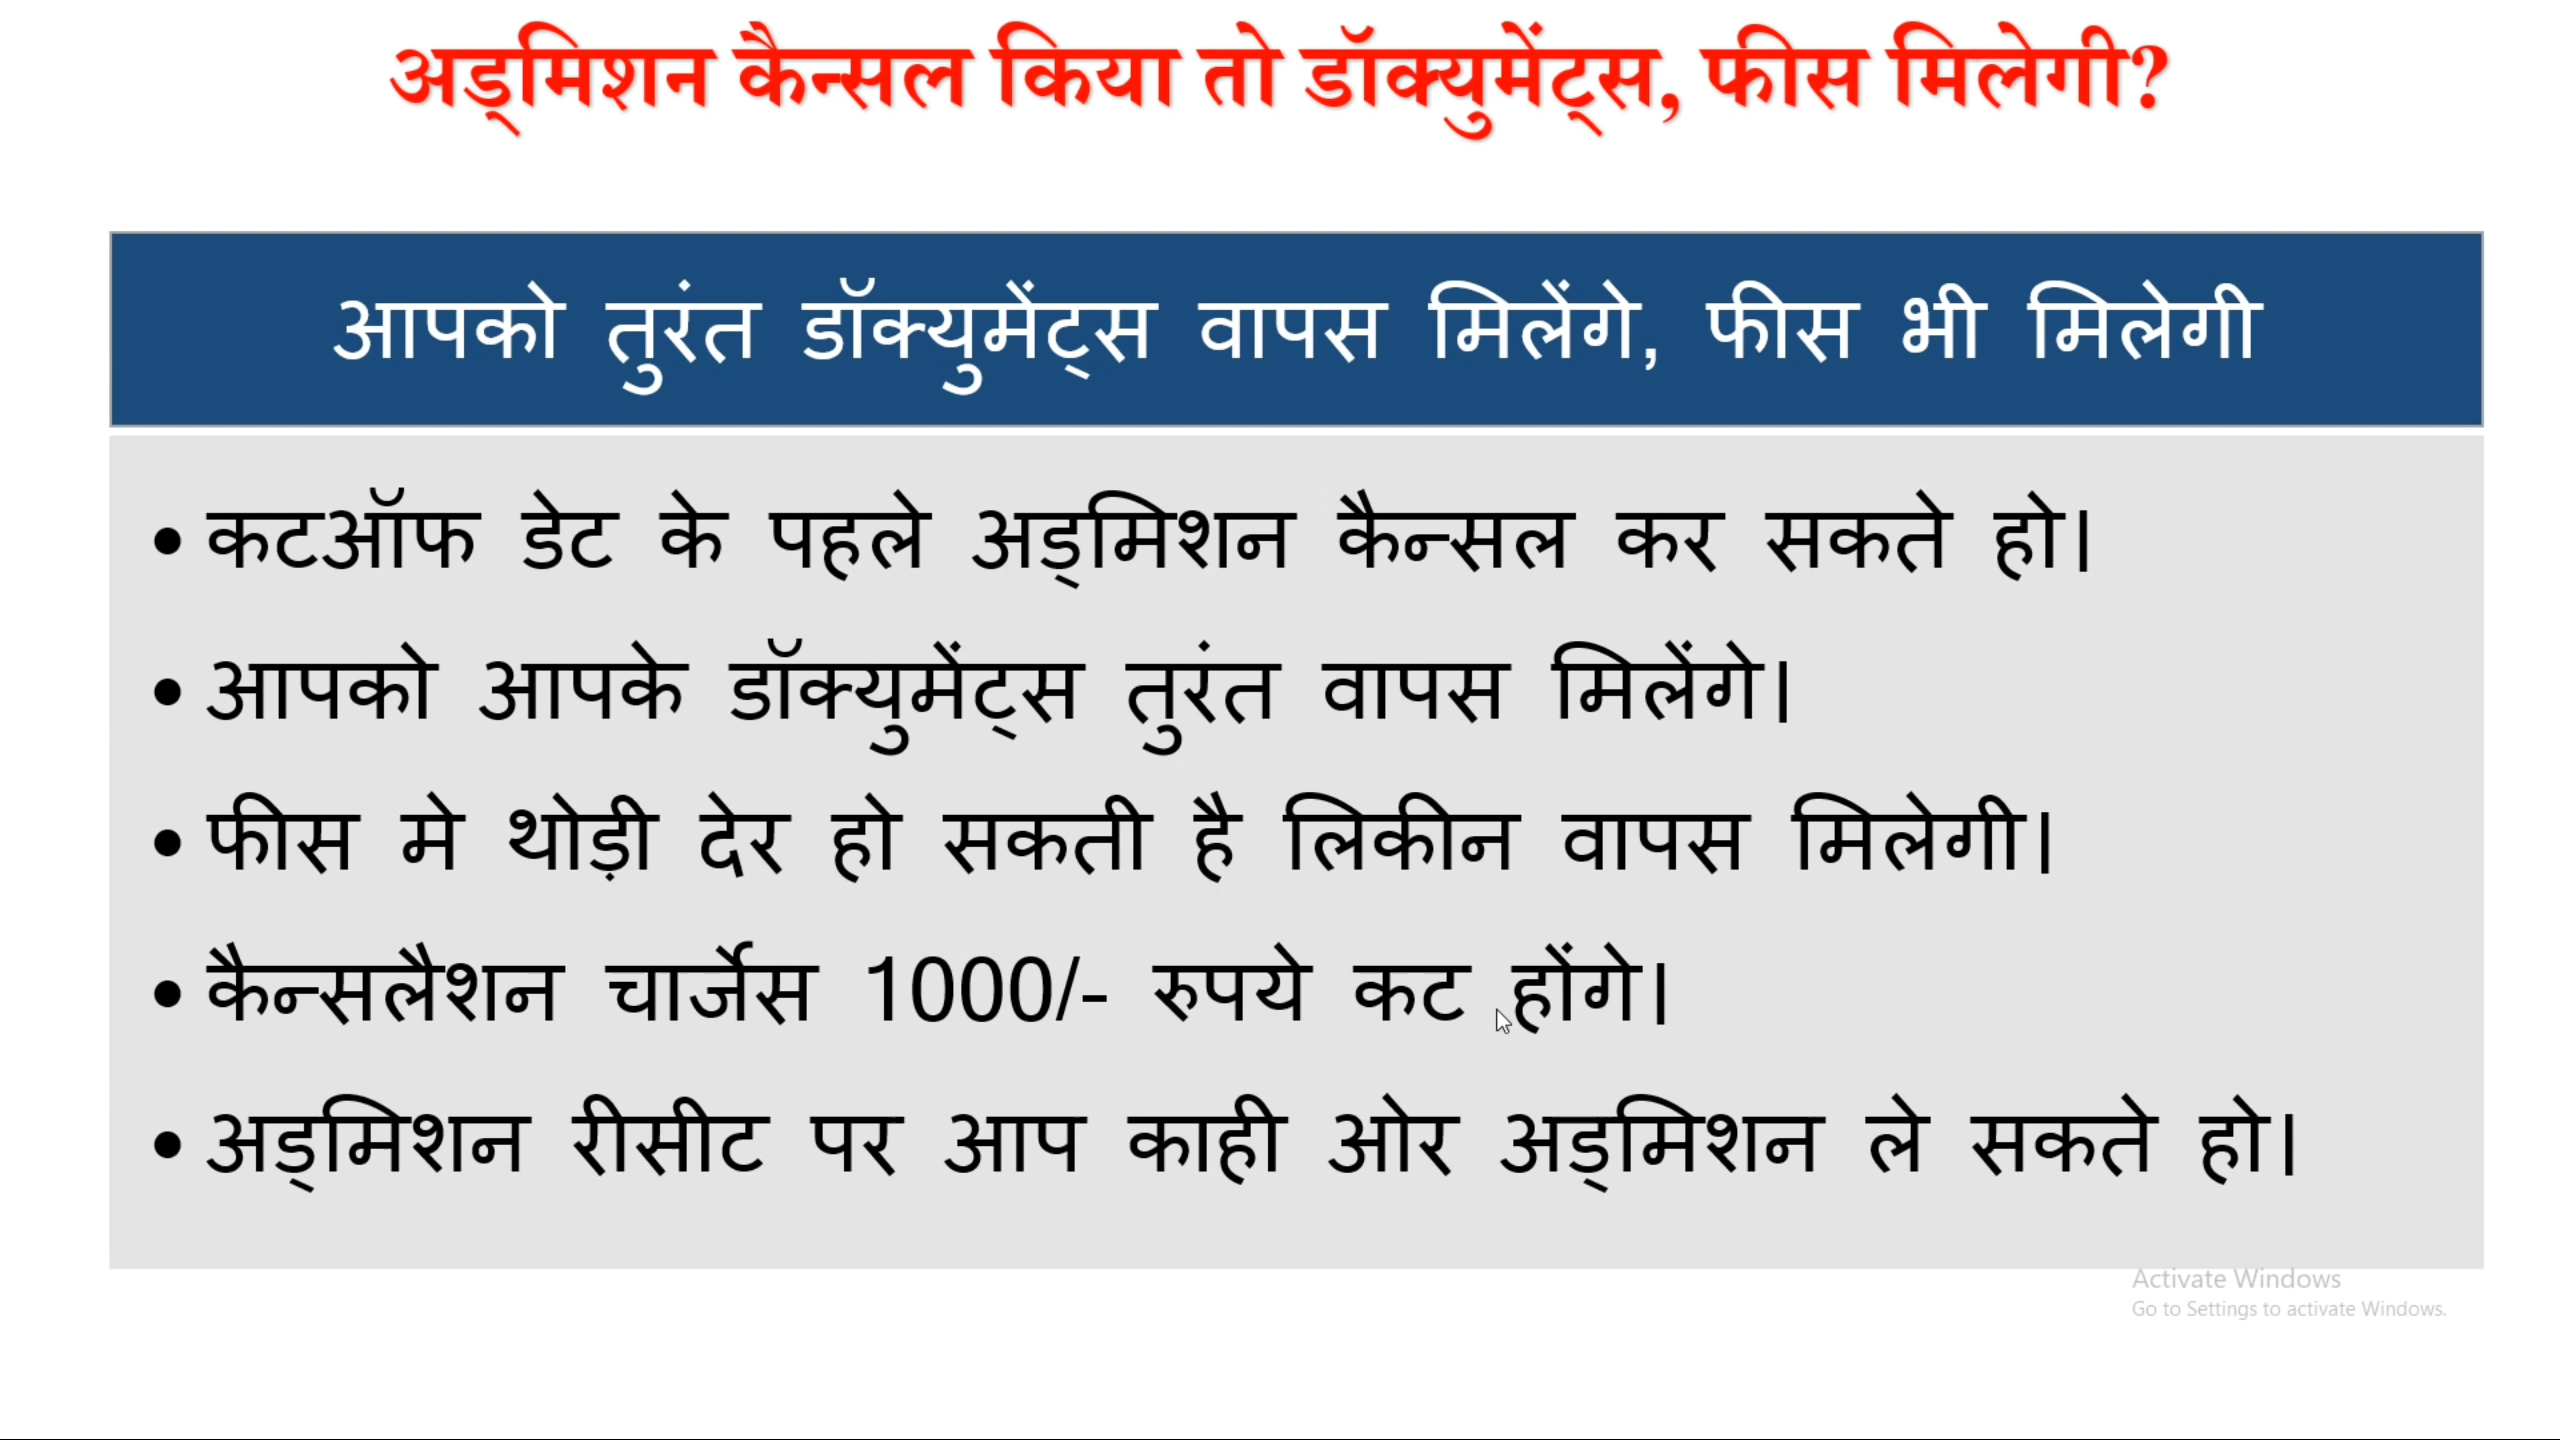 अड्मिशन कैन्सल किया तो डॉक्युमेंट्स, फीस मिलेगी?
आपको तुरंत डॉक्युमेंट्स वापस मिलेंगे, फीस भी मिलेगी
• कटऑफ डेट के पहले अड्मिशन कैन्सल कर सकते हो।
• आपको आपके डॉक्युमेंट्स तुरंत वापस मिलेंगे।
• फीस मे थोड़ी देर हो सकती है लिकीन वापस मिलेगी।
• कैन्सलैशन चार्जैस 1000/- रुपये कट होंगे।
• अड्मिशन रीसीट पर आप काही ओर अड्मिशन ले सकते हो।
Activate Windows
Go to Settings to activate Windows.